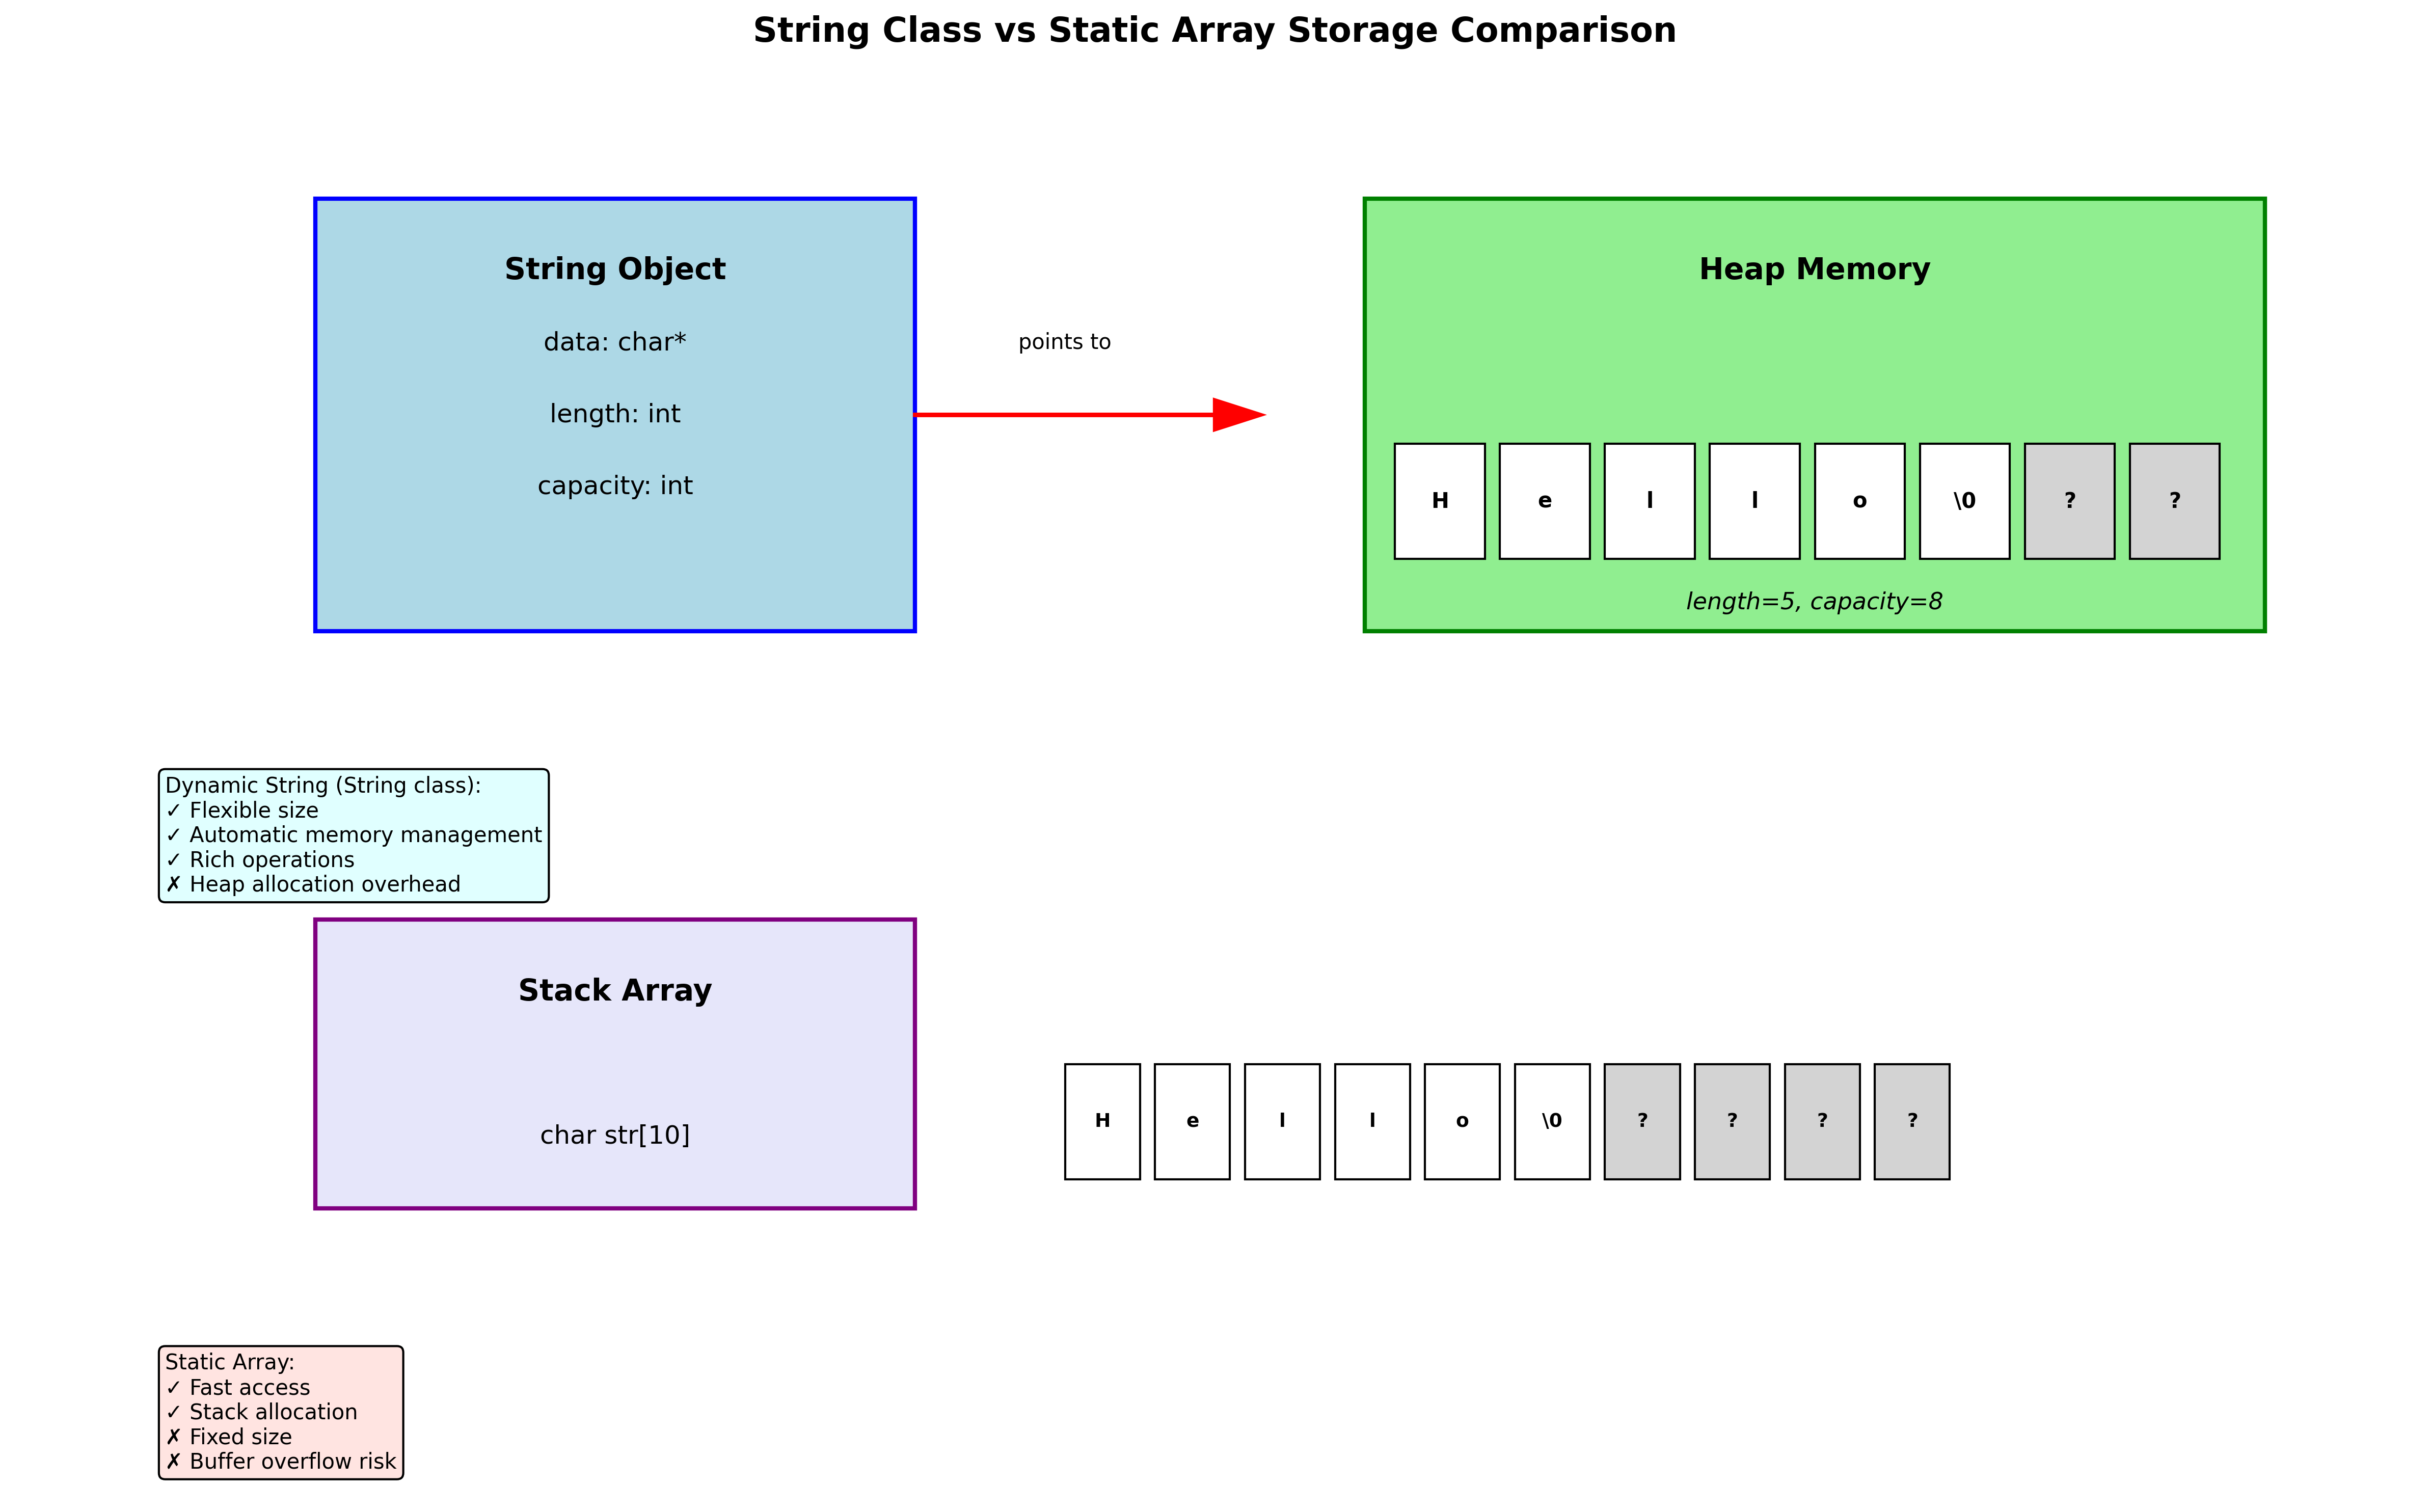 String Class vs Static Array Storage Comparison
String Object
data: char*
length: int
capacity: int
points to
Heap Memory
H e l l o \0 ? ?
length=5, capacity=8
Dynamic String (String class):
✓ Flexible size
✓ Automatic memory management
✓ Rich operations
✗ Heap allocation overhead
Stack Array
char str[10]
H e l l o \0 ? ? ? ?
Static Array:
✓ Fast access
✓ Stack allocation
✗ Fixed size
✗ Buffer overflow risk